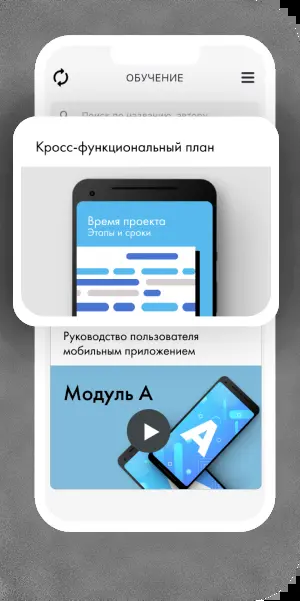 ОБУЧЕНИЕ
Поиск по названию, автору
Кросс-функциональный план
Время проекта
Этапы и сроки
Руководство пользователя
мобильным приложением
Модуль А
А